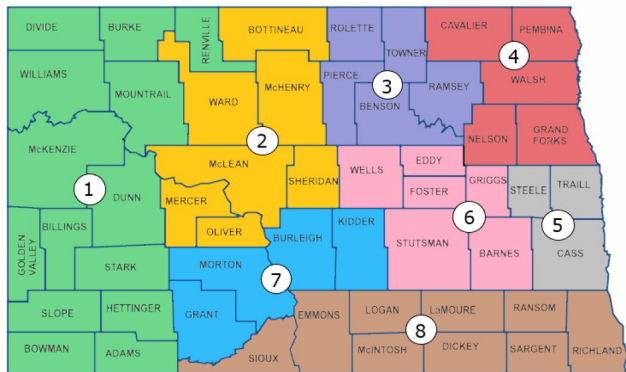 DIVIDE
BURKE
RENVILLE
BOTTINEAU
ROLETTE
TOWNER
CAVALIER
PEMBINA
4
WILLIAMS
MOUNTRAIL
WARD
McHENRY
PIERCE
3
BENSON
RAMSEY
WALSH
NELSON
GRAND
FORKS
McKENZIE
2
McLEAN
SHERIDAN
WELLS
EDDY
FOSTER
GRIGGS
STEELE
TRAILL
1
DUNN
MERCER
OLIVER
BURLEIGH
KIDDER
STUTSMAN
6
BARNES
5
CASS
GOLDEN
VALLEY
BILLINGS
STARK
MORTON
7
SLOPE
HETTINGER
GRANT
EMMONS
LOGAN
LaMOURE
RANSOM
8
BOWMAN
ADAMS
SIOUX
McINTOSH
DICKEY
SARGENT
RICHLAND